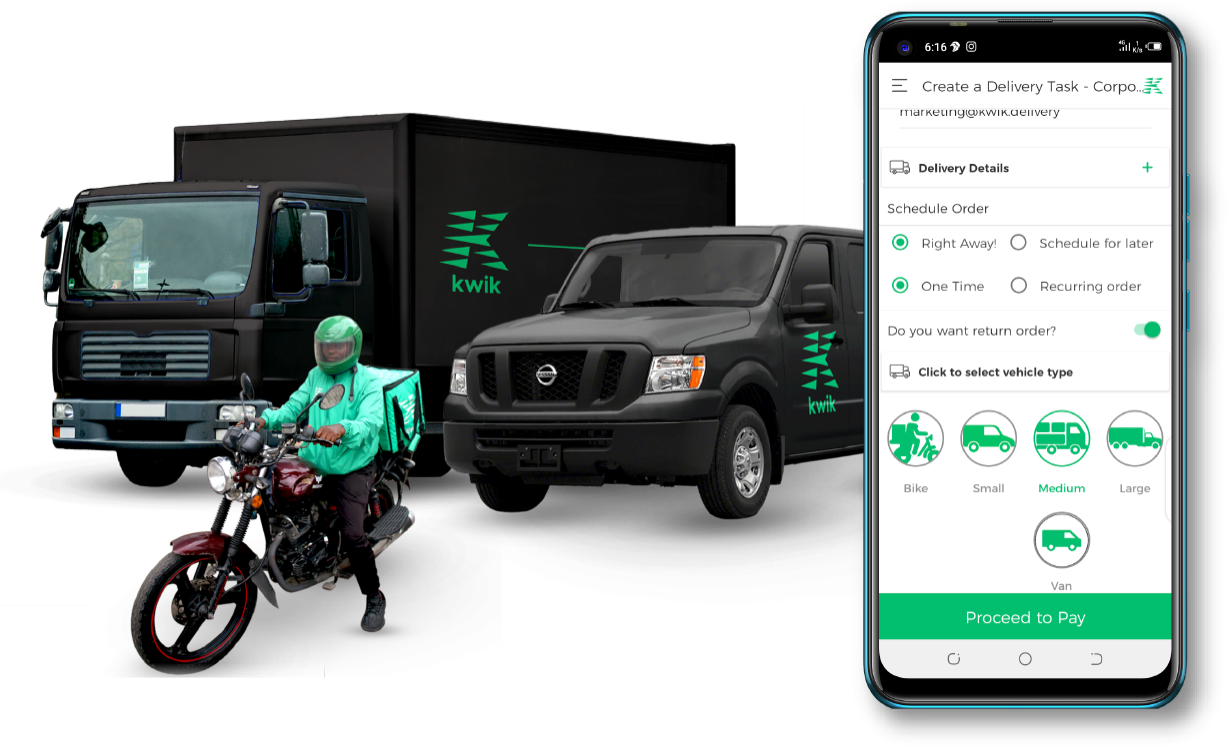 kwik
kwik
6:16
4G 1 K/s
Create a Delivery Task - Corpo...
marketing@kwik.delivery
Delivery Details +
Schedule Order
Right Away! Schedule for later
One Time Recurring order
Do you want return order?
Click to select vehicle type
Bike Small Medium Large
Van
Proceed to Pay